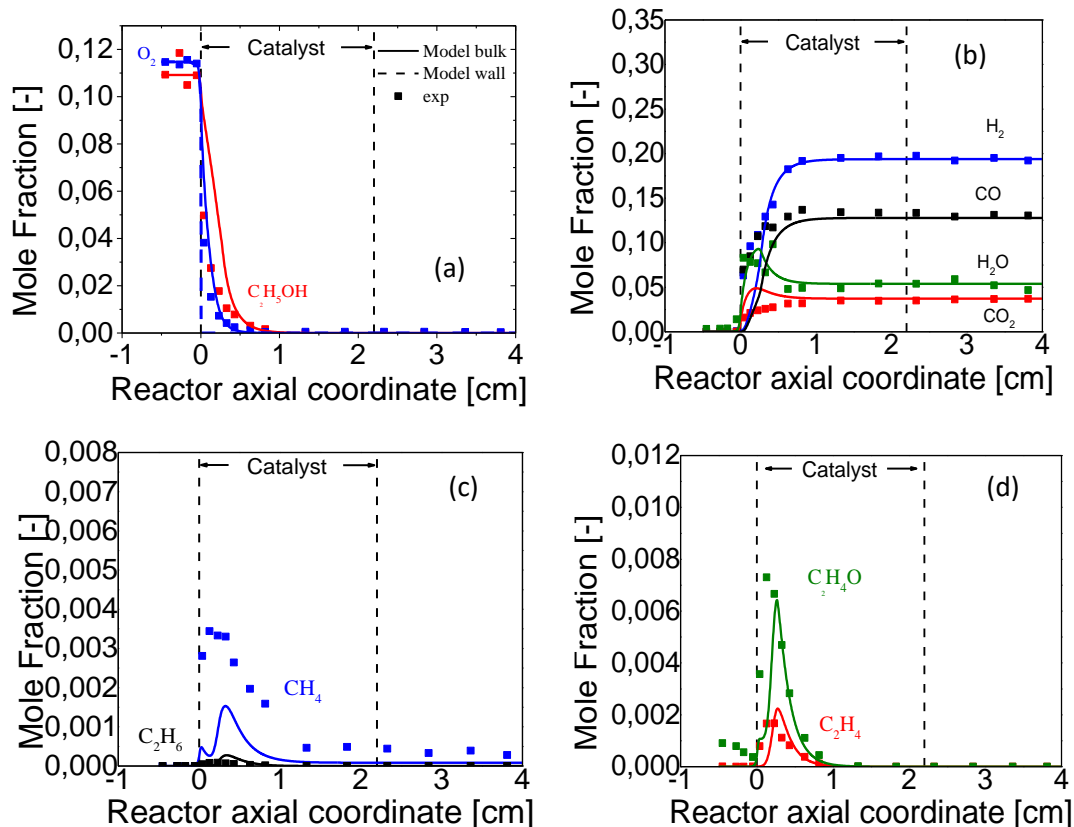 0,12
0,10
0,08
0,06
0,04
0,02
0,00
Mole Fraction [-]
O₂
Catalyst
Model bulk
Model wall
exp
(a)
C₂H₅OH
-1 0 1 2 3 4
Reactor axial coordinate [cm]
0,35
0,30
0,25
0,20
0,15
0,10
0,05
0,00
Mole Fraction [-]
Catalyst
(b)
H₂
CO
H₂O
CO₂
-1 0 1 2 3 4
Reactor axial coordinate [cm]
0,008
0,007
0,006
0,005
0,004
0,003
0,002
0,001
0,000
Mole Fraction [-]
Catalyst
(c)
CH₄
C₂H₆
-1 0 1 2 3 4
Reactor axial coordinate [cm]
0,012
0,010
0,008
0,006
0,004
0,002
0,000
Mole Fraction [-]
Catalyst
(d)
C₂H₄O
C₂H₄
-1 0 1 2 3 4
Reactor axial coordinate [cm]